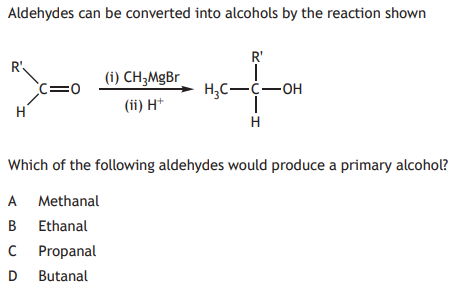 Aldehydes can be converted into alcohols by the reaction shown
R'
C=O
H
(i) CH₃MgBr
(ii) H⁺
R'
H₃C—C—OH
H
Which of the following aldehydes would produce a primary alcohol?
A Methanal
B Ethanal
C Propanal
D Butanal